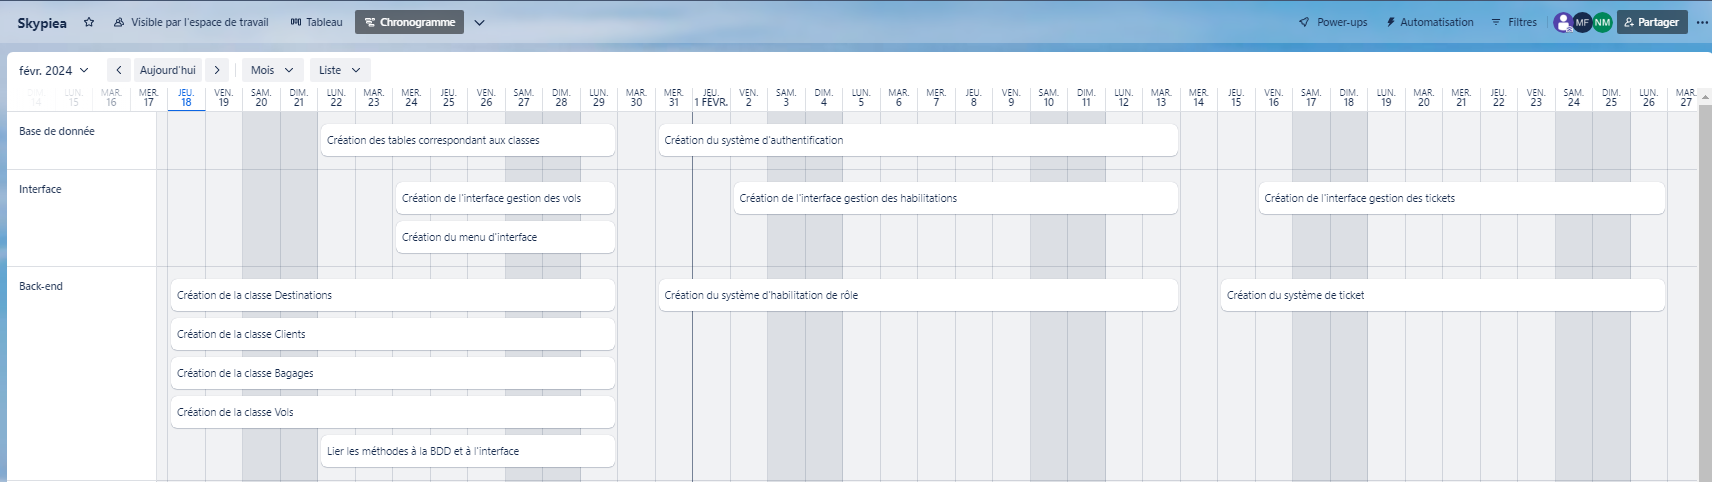 Skypiea Visible par l'espace de travail Tableau Chronogramme Power-ups Automatisation Filtres MF NM Partager
févr. 2024 Aujourd'hui Mois Liste
DIM. LUN. MAR. MER. JEU. VEN. SAM. DIM. LUN. MAR. MER. JEU. VEN. SAM. DIM. LUN. MAR. MER. JEU. VEN. SAM. DIM. LUN. MAR. MER. JEU. VEN. SAM. DIM. LUN. MAR. MER. JEU. VEN. SAM. DIM. LUN. MAR. MER. JEU. VEN. SAM. DIM. LUN. MAR.
14 15 16 17 18 19 20 21 22 23 24 25 26 27 28 29 30 31 1 FÉVR. 2 3 4 5 6 7 8 9 10 11 12 13 14 15 16 17 18 19 20 21 22 23 24 25 26 27
Base de donnée
Création des tables correspondant aux classes
Création du système d'authentification
Interface
Création de l'interface gestion des vols
Création de l'interface gestion des habilitations
Création de l'interface gestion des tickets
Création du menu d'interface
Back-end
Création de la classe Destinations
Création du système d'habilitation de rôle
Création du système de ticket
Création de la classe Clients
Création de la classe Bagages
Création de la classe Vols
Lier les méthodes à la BDD et à l'interface